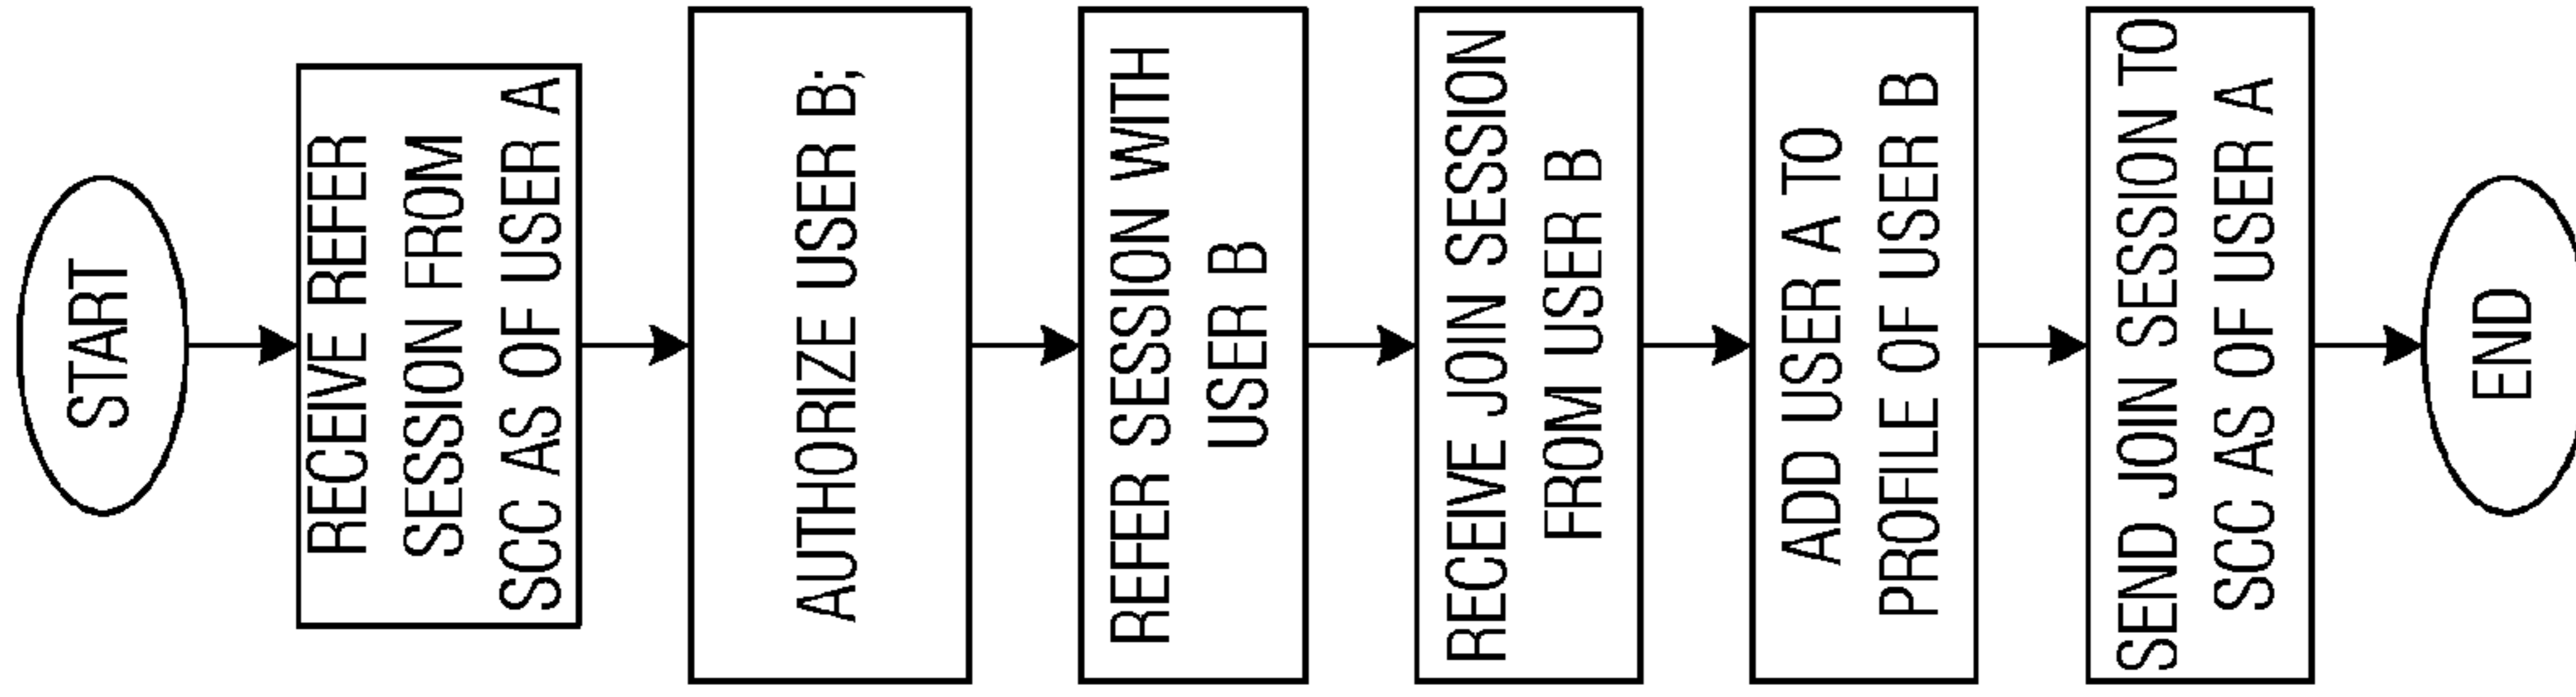 START
RECEIVE REFER
SESSION FROM
SCC AS OF USER A
AUTHORIZE USER B;
REFER SESSION WITH
USER B
RECEIVE JOIN SESSION
FROM USER B
ADD USER A TO
PROFILE OF USER B
SEND JOIN SESSION TO
SCC AS OF USER A
END